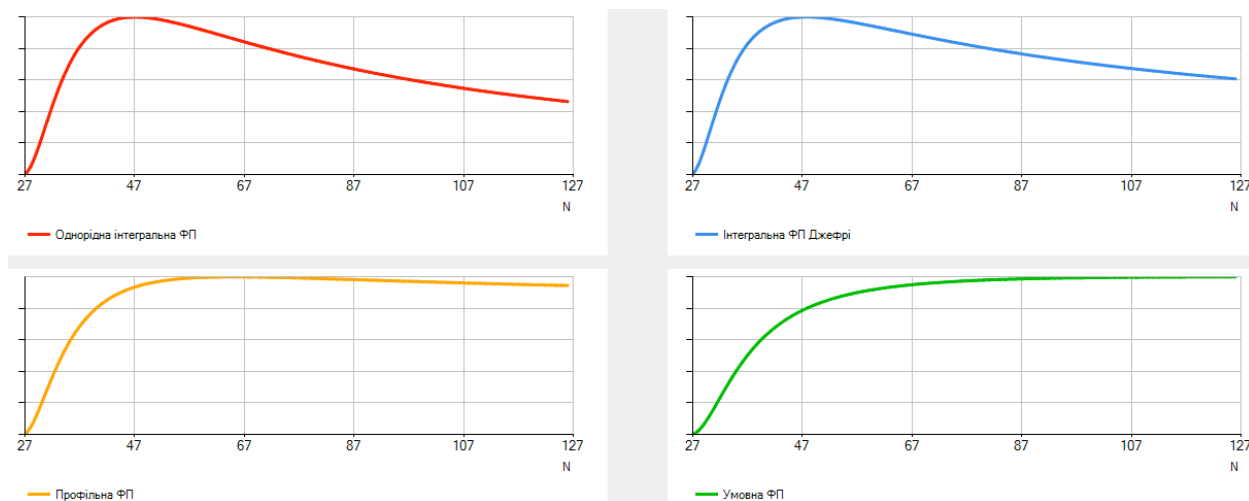 27 47 67 87 107 127
N
Однорідна інтегральна ФП
27 47 67 87 107 127
N
Інтегральна ФП Джефрі
27 47 67 87 107 127
N
Профільна ФП
27 47 67 87 107 127
N
Умовна ФП